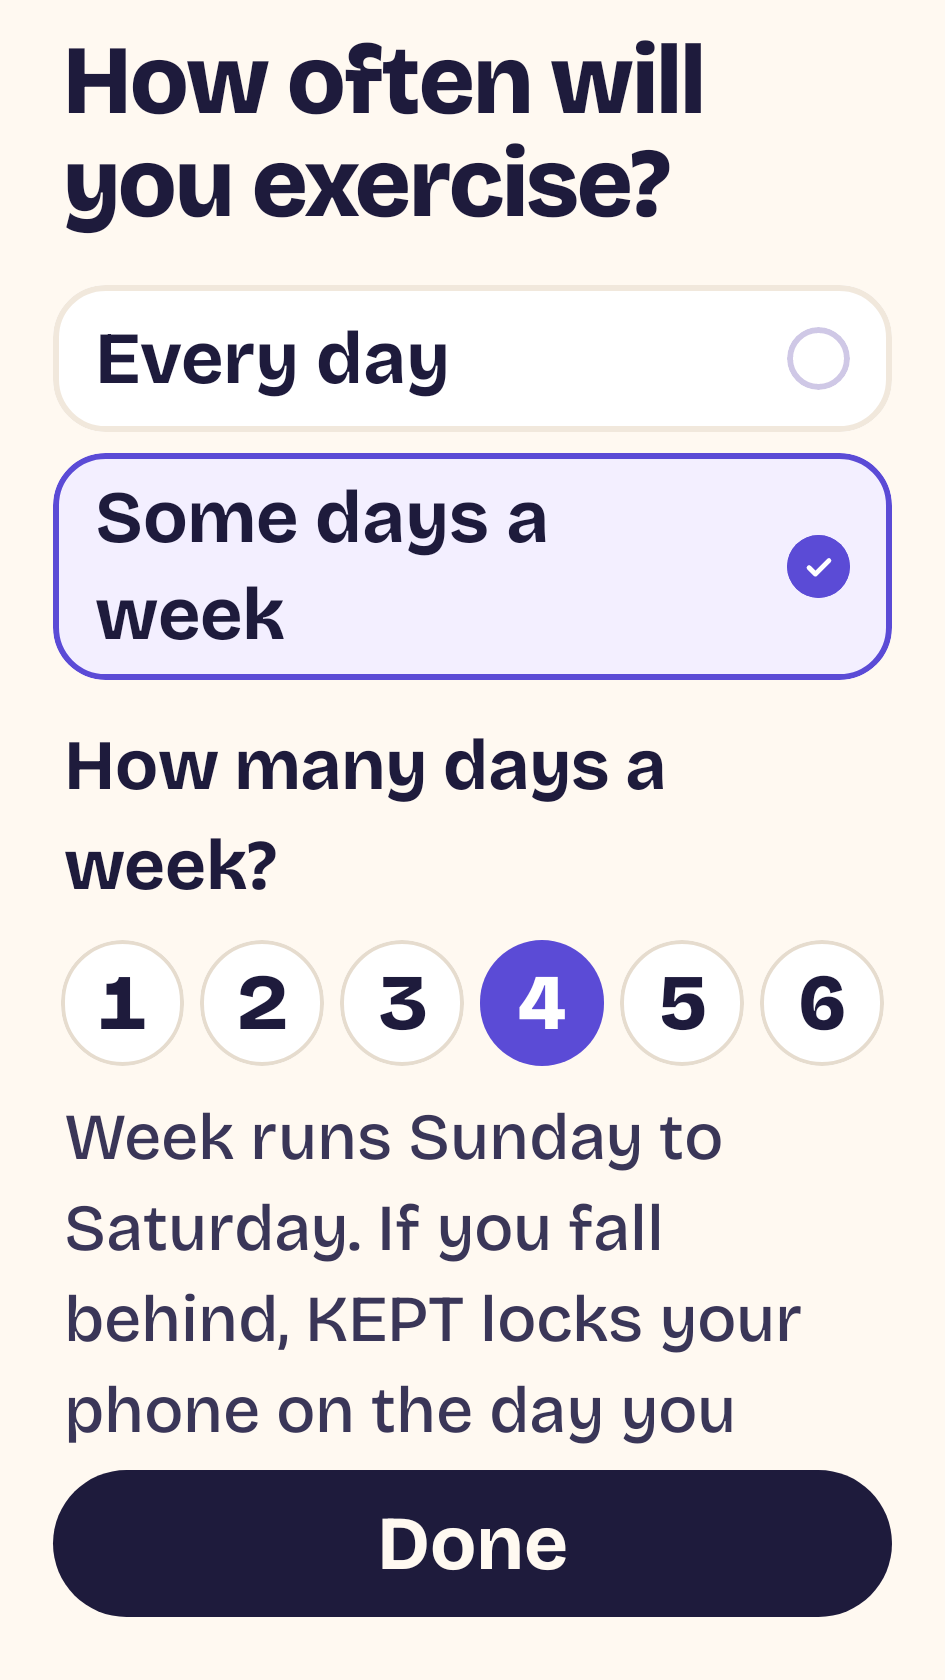 How often will
you exercise?
Every day
Some days a
week
How many days a
week?
1 2 3 4 5 6
Week runs Sunday to
Saturday. If you fall
behind, KEPT locks your
phone on the day you
Done